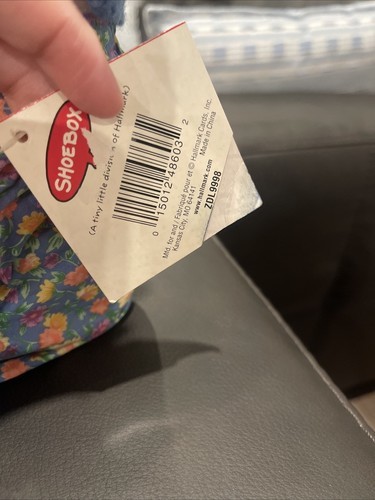 SHOEBOX
(A tiny little division of Hallmark)
0 15012 48603 2
Mtd. for and / Fabriqué pour et © Hallmark Cards, Inc.
Kansas City, MO 64141 Made in China
www.hallmark.com
ZDL9998